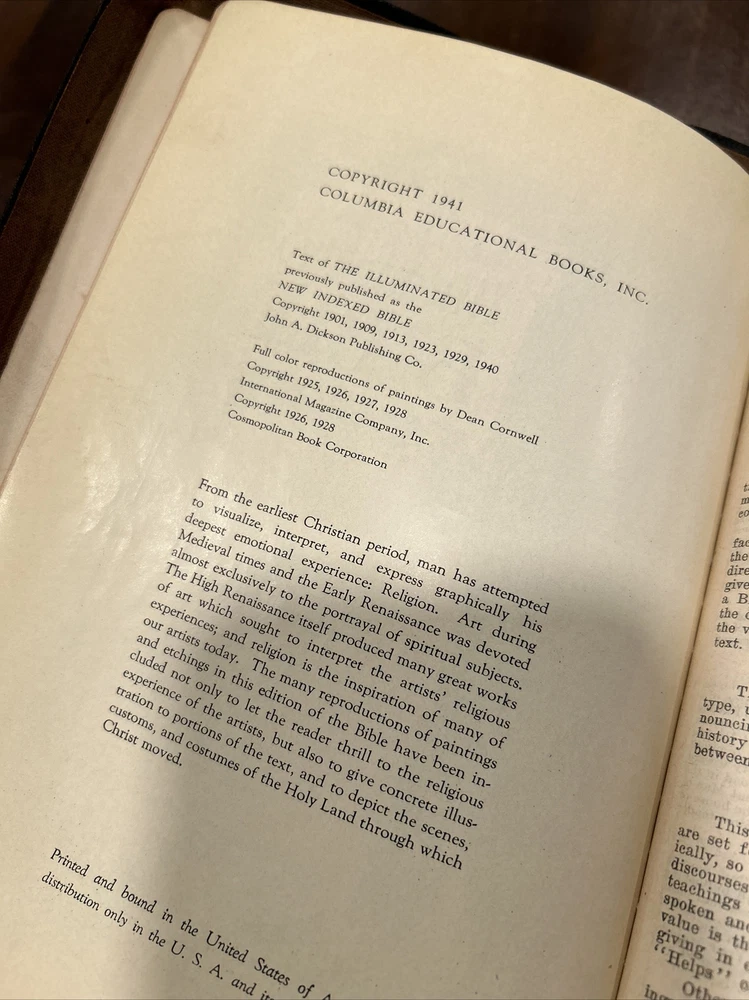 COPYRIGHT 1941
COLUMBIA EDUCATIONAL BOOKS, INC.
Text of THE ILLUMINATED BIBLE
previously published as the
NEW INDEXED BIBLE
Copyright 1901, 1909, 1913, 1923, 1929, 1940
John A. Dickson Publishing Co.
Full color reproductions of paintings by Dean Cornwell
Copyright 1925, 1926, 1927, 1928
International Magazine Company, Inc.
Copyright 1926, 1928
Cosmopolitan Book Corporation
From the earliest Christian period, man has attempted
to visualize, interpret, and express graphically his
deepest emotional experience: Religion. Art during
Medieval times and the Early Renaissance was devoted
almost exclusively to the portrayal of spiritual subjects.
The High Renaissance itself produced many great works
of art which sought to interpret the artists' religious
experiences; and religion is the inspiration of many of
our artists today. The many reproductions of paintings
and etchings in this edition of the Bible have been in-
cluded not only to let the reader thrill to the religious
experience of the artists, but also to give concrete illus-
tration to portions of the text, and to depict the scenes,
customs, and costumes of the Holy Land through which
Christ moved.
Printed and bound in the United States of
distribution only in the U. S. A. and
text.
type,
history
between
This
are set
ically, so
discourses
teachings
spoken
value is
giving in
"Helps"